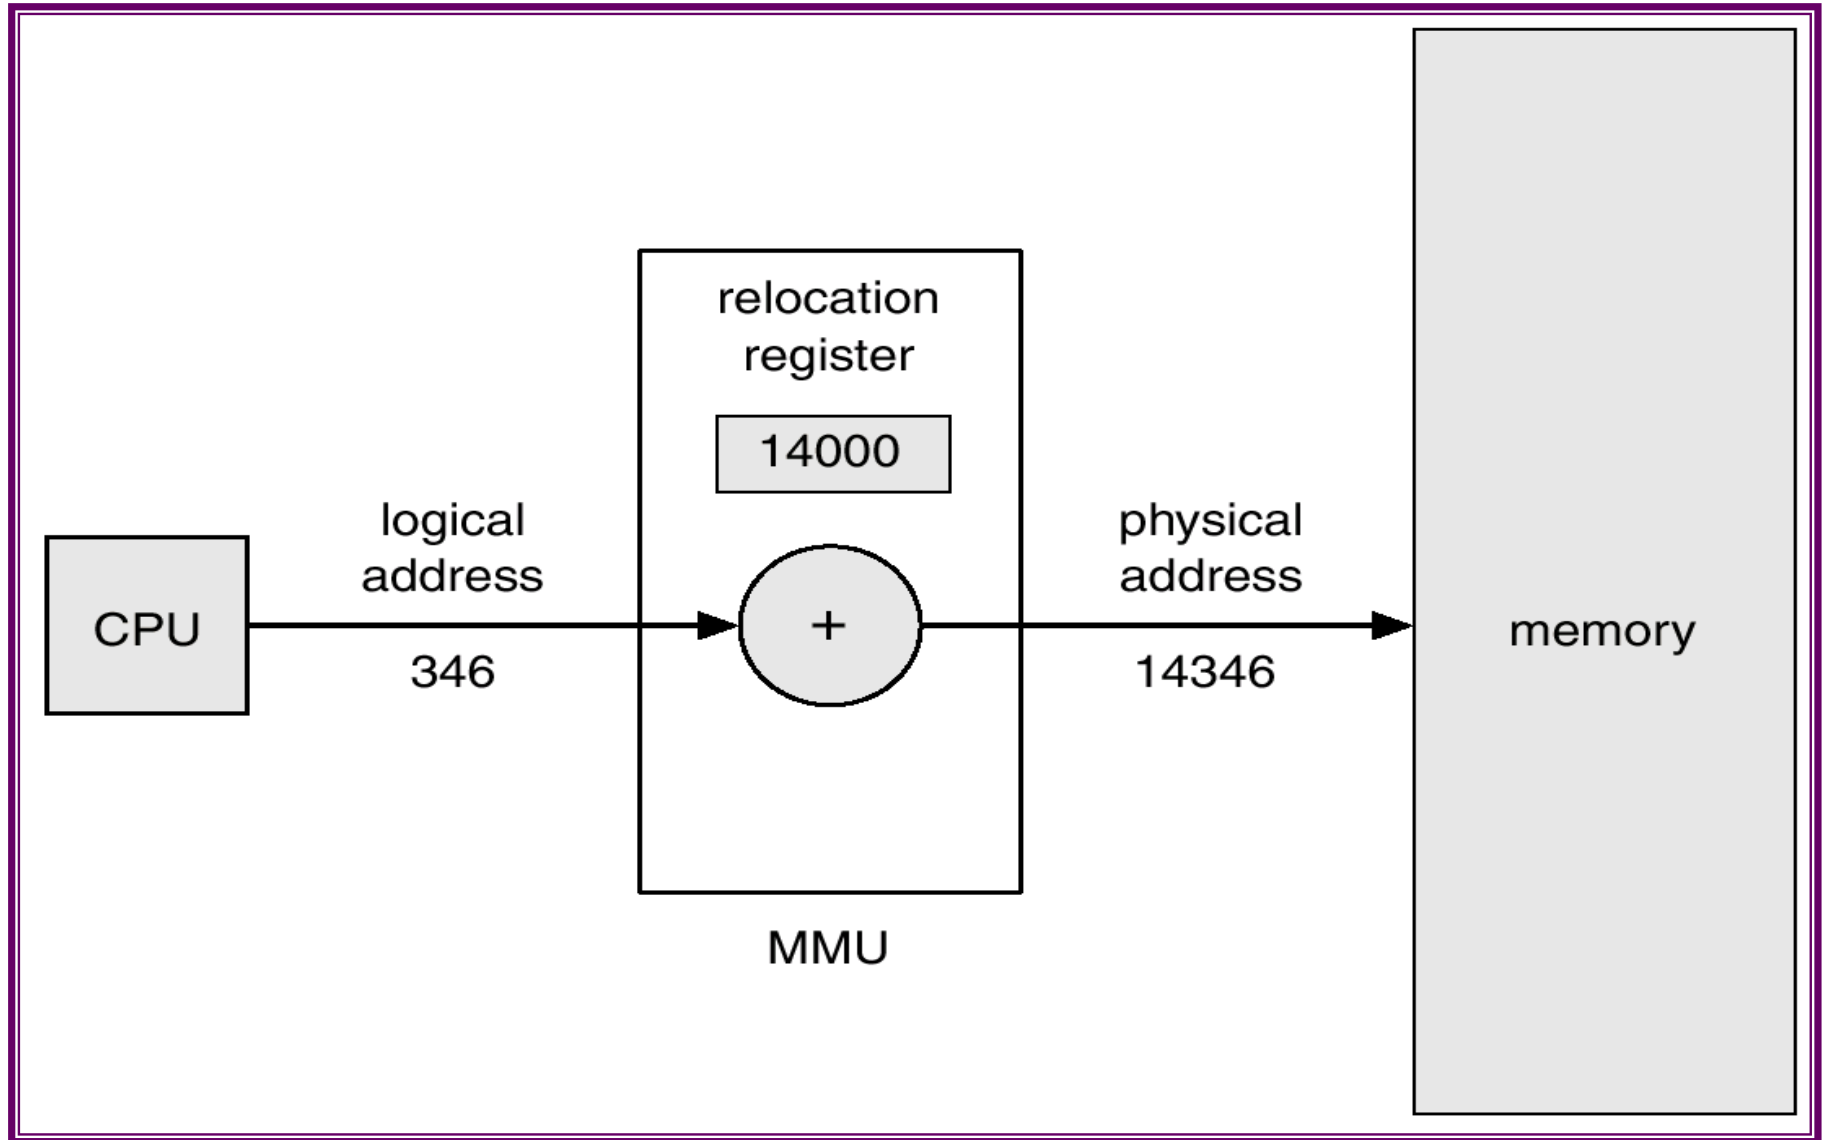 relocation
register
14000
logical
address
physical
address
CPU
+
memory
346
14346
MMU